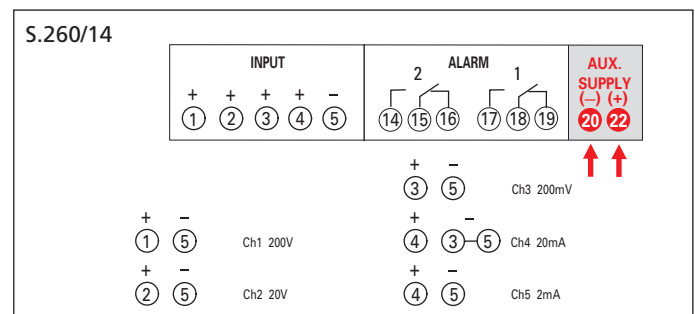 S.260/14
INPUT
ALARM
AUX.
SUPPLY
2 1
(–) (+)
+ + + + –
1 2 3 4 5 14 15 16 17 18 19 20 22
+ –
3 5 Ch3 200mV
+ – + –
1 5 Ch1 200V 4 3 5 Ch4 20mA
+ – + –
2 5 Ch2 20V 4 5 Ch5 2mA